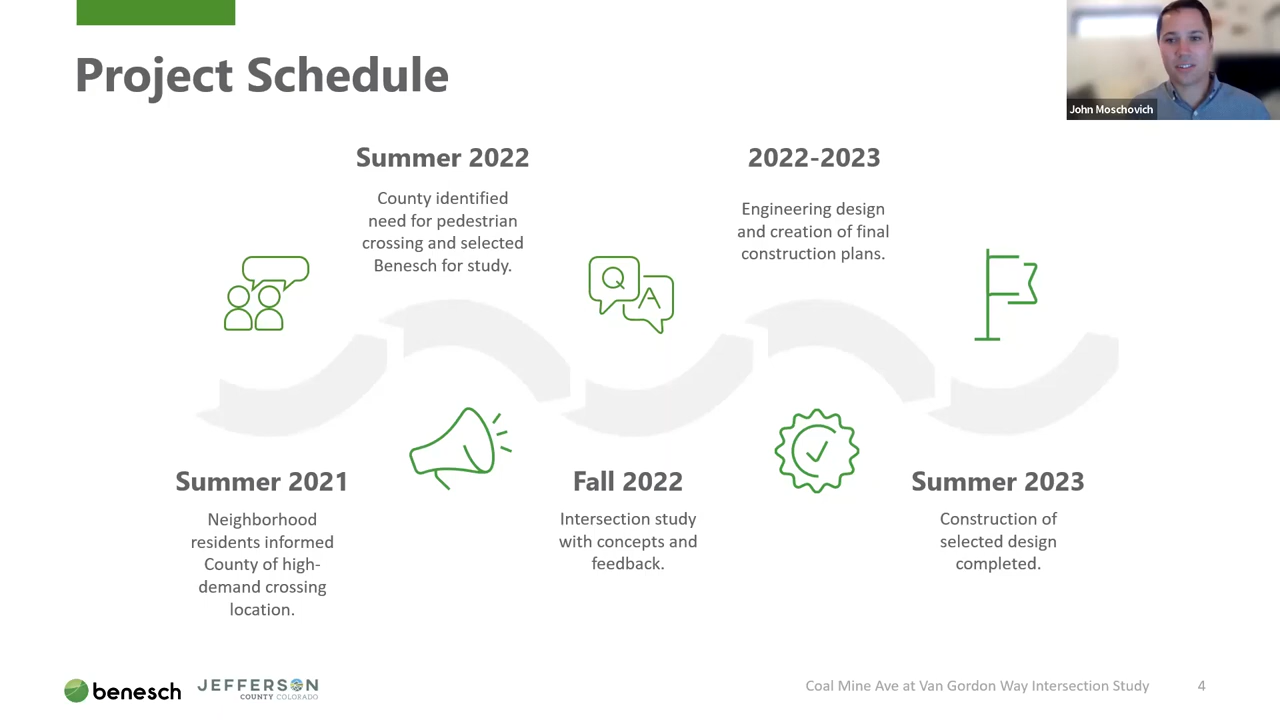 Project Schedule
John Moschovich
Summer 2022
County identified
need for pedestrian
crossing and selected
Benesch for study.
2022-2023
Engineering design
and creation of final
construction plans.
Q
A
Summer 2021
Neighborhood
residents informed
County of high-
demand crossing
location.
Fall 2022
Intersection study
with concepts and
feedback.
Summer 2023
Construction of
selected design
completed.
benesch
JEFFERSON
COUNTY COLORADO
Coal Mine Ave at Van Gordon Way Intersection Study
4